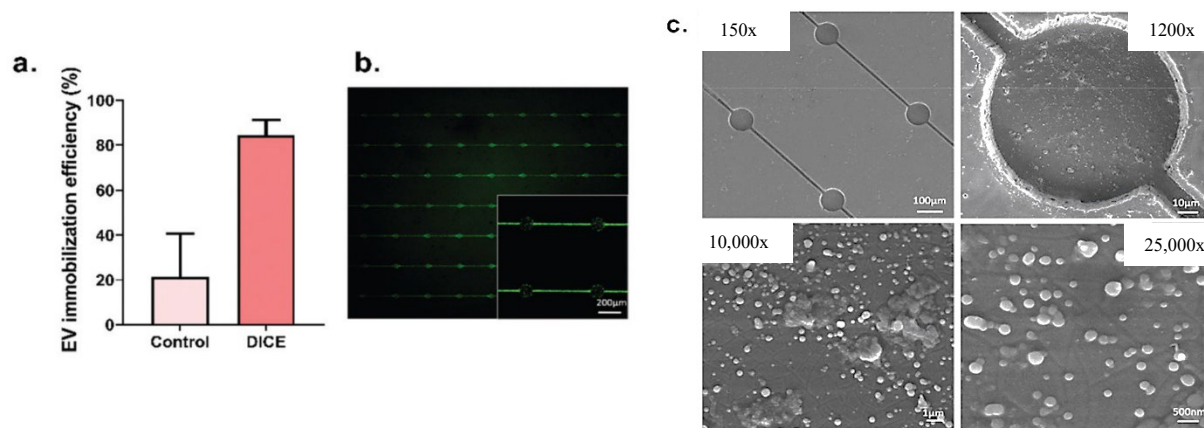 a.
EV immobilization efficiency (%)
100
80
60
40
20
0
Control
DICE
b.
200μm
c.
150x
100μm
1200x
10μm
10,000x
1μm
25,000x
500nm